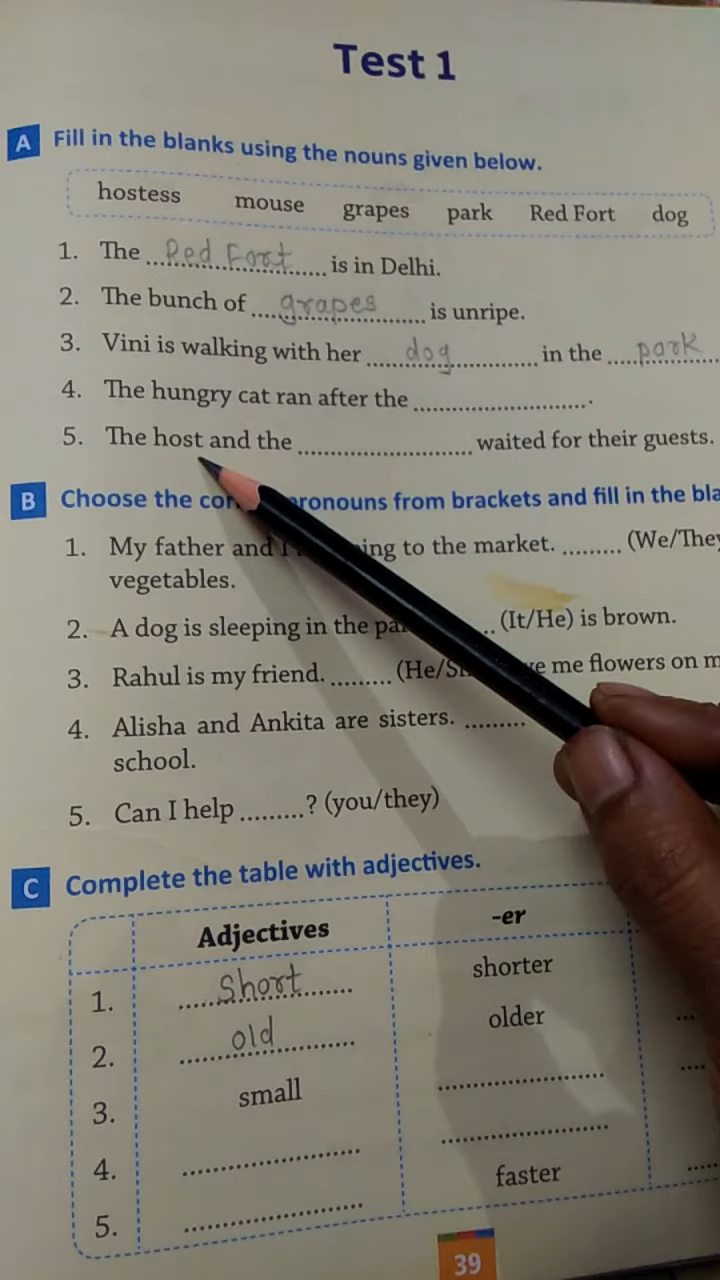 Test 1
A Fill in the blanks using the nouns given below.
hostess mouse grapes park Red Fort dog
1. The Red Fort is in Delhi.
2. The bunch of grapes is unripe.
3. Vini is walking with her dog in the park
4. The hungry cat ran after the ..............................
5. The host and the .............................. waited for their guests.
B Choose the pronouns from brackets and fill in the
1. My father and to the market. ......... (We/They
vegetables.
2. A dog is sleeping in the (It/He) is brown.
3. Rahul is my friend. ......... me flowers on
4. Alisha and Ankita are sisters. .........
school.
5. Can I help .........? (you/they)
C Complete the table with adjectives.
Adjectives -er
1. Short shorter
2. old older
3. small ..............................
4. .............................. ..............................
5. .............................. faster
39